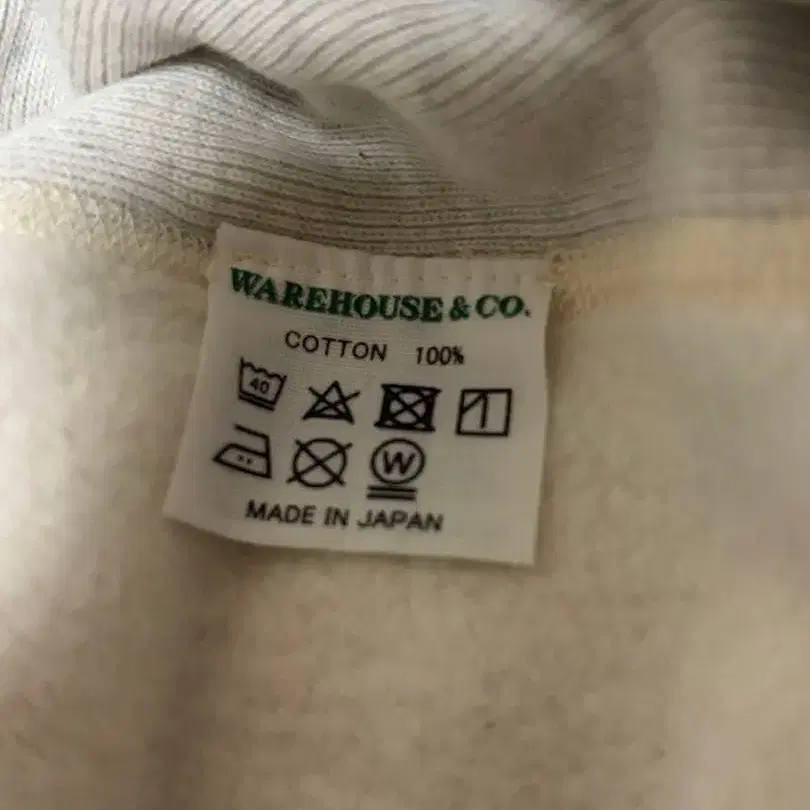 WAREHOUSE & CO.
COTTON 100%
40
W
MADE IN JAPAN